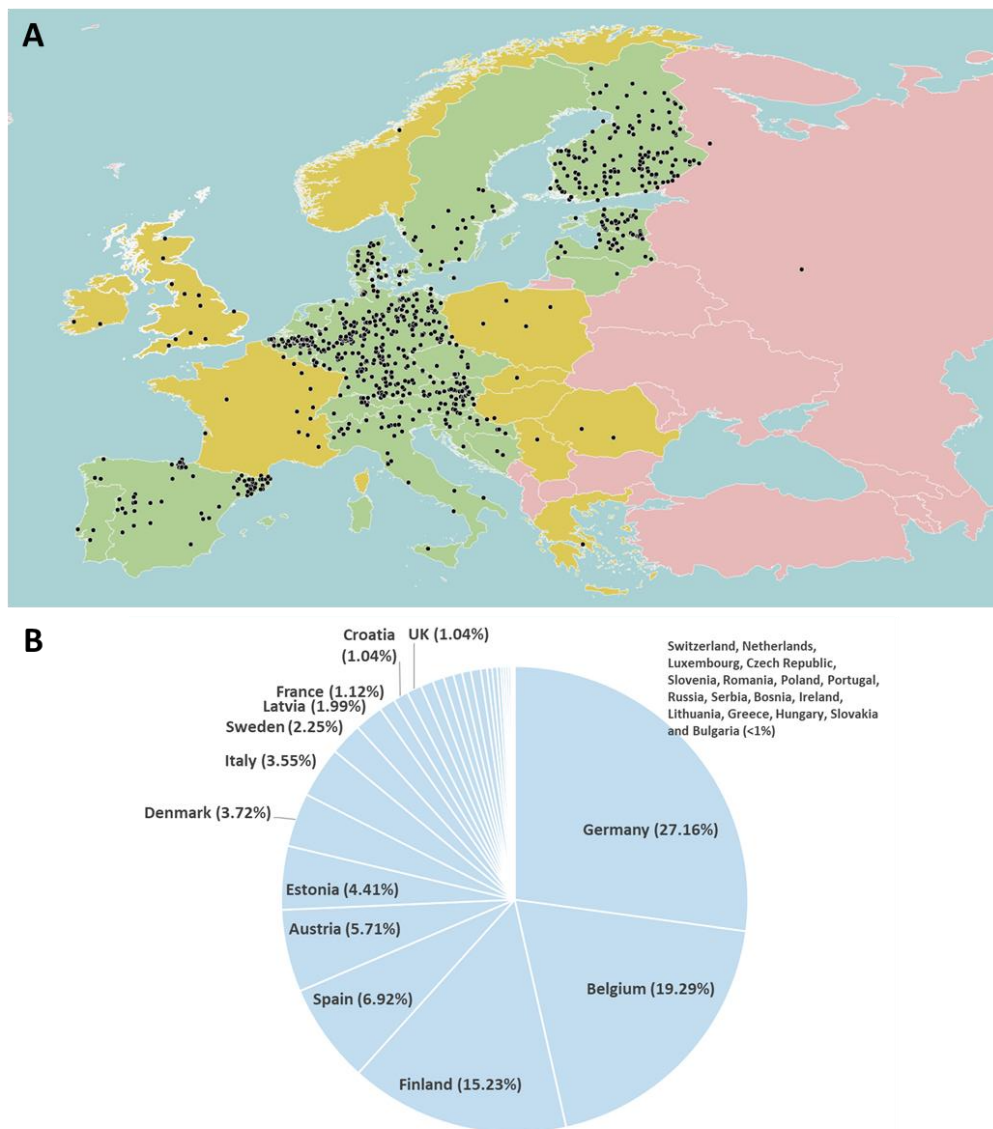 A
B
Croatia
(1.04%)
UK (1.04%)
France (1.12%)
Latvia (1.99%)
Sweden (2.25%)
Italy (3.55%)
Denmark (3.72%)
Estonia (4.41%)
Austria (5.71%)
Spain (6.92%)
Finland (15.23%)
Belgium (19.29%)
Germany (27.16%)
Switzerland, Netherlands,
Luxembourg, Czech Republic,
Slovenia, Romania, Poland, Portugal,
Russia, Serbia, Bosnia, Ireland,
Lithuania, Greece, Hungary, Slovakia
and Bulgaria (<1%)